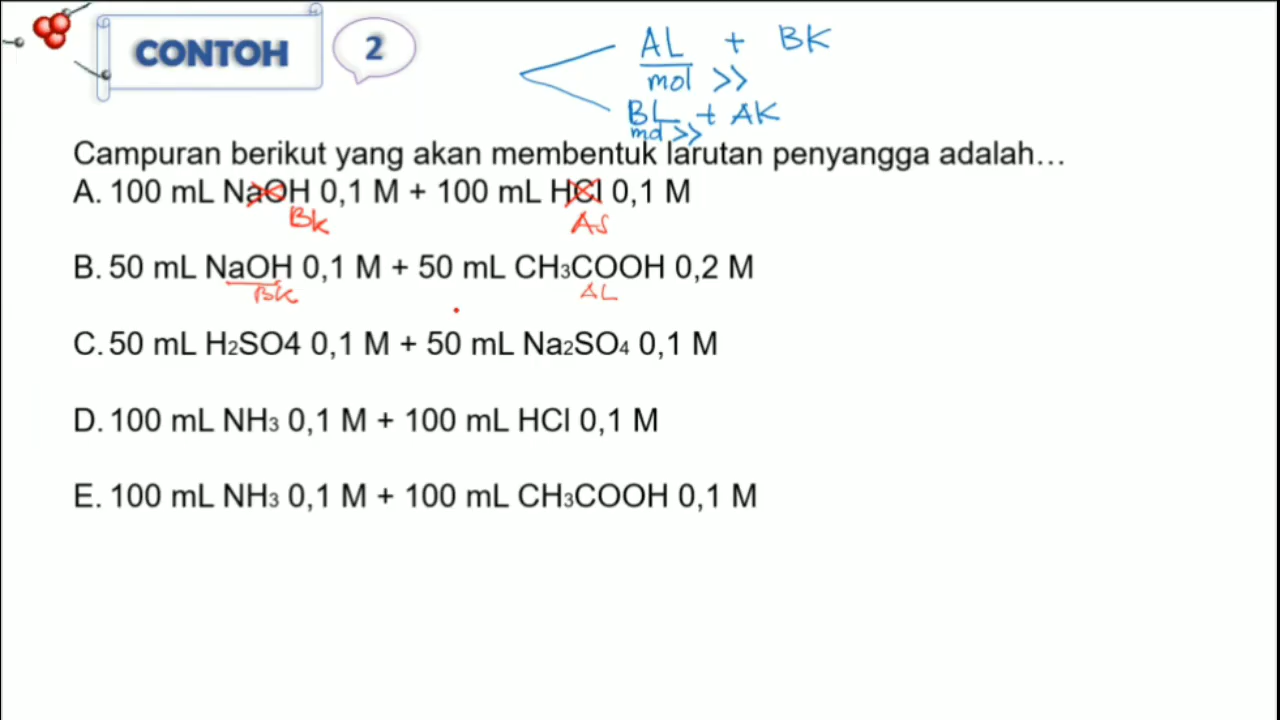 CONTOH
2
AL + BK
mol >>
BL + AK
mol >>
Campuran berikut yang akan membentuk larutan penyangga adalah…
A. 100 mL NaOH 0,1 M + 100 mL HCl 0,1 M
Bk As
B. 50 mL NaOH 0,1 M + 50 mL CH₃COOH 0,2 M
Bk AL
C. 50 mL H₂SO4 0,1 M + 50 mL Na₂SO₄ 0,1 M
D. 100 mL NH₃ 0,1 M + 100 mL HCl 0,1 M
E. 100 mL NH₃ 0,1 M + 100 mL CH₃COOH 0,1 M